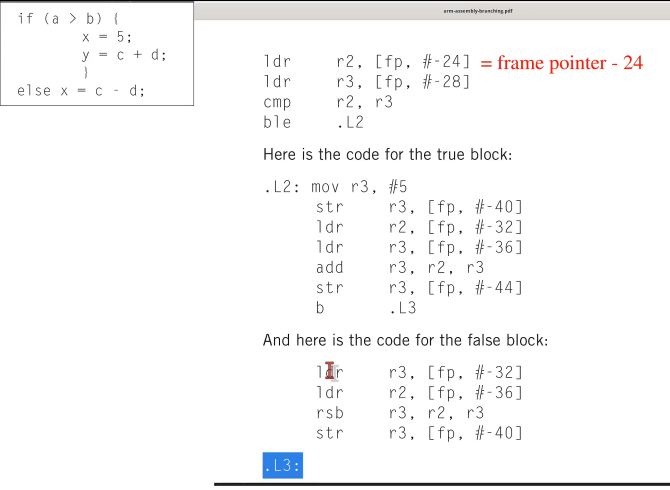 if (a > b) {
x = 5;
y = c + d;
}
else x = c - d;
arm-assembly-branching.pdf
ldr r2, [fp, #-24] = frame pointer - 24
ldr r3, [fp, #-28]
cmp r2, r3
ble .L2
Here is the code for the true block:
.L2: mov r3, #5
str r3, [fp, #-40]
ldr r2, [fp, #-32]
ldr r3, [fp, #-36]
add r3, r2, r3
str r3, [fp, #-44]
b .L3
And here is the code for the false block:
ldr r3, [fp, #-32]
ldr r2, [fp, #-36]
rsb r3, r2, r3
str r3, [fp, #-40]
.L3: